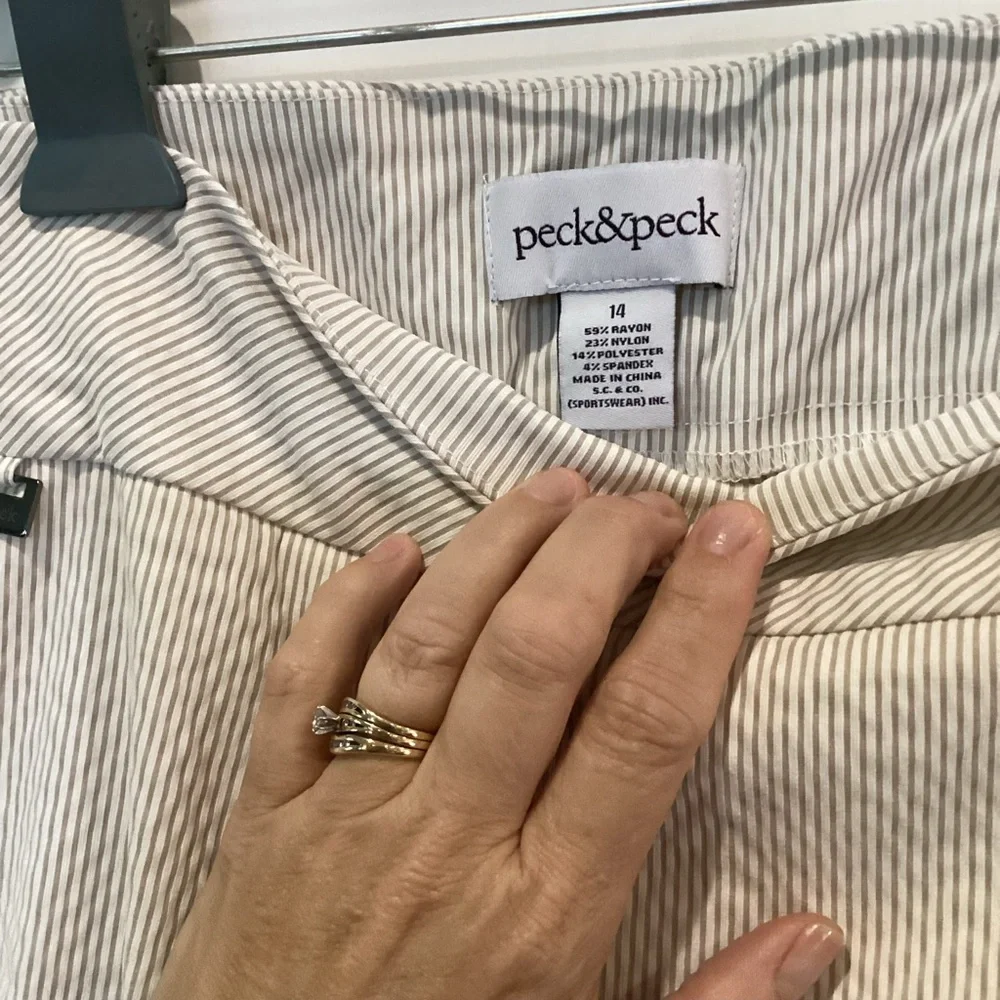 peck&peck
14
59% RAYON
23% NYLON
14% POLYESTER
4% SPANDEX
MADE IN CHINA
S.C. & CO.
(SPORTSWEAR) INC.